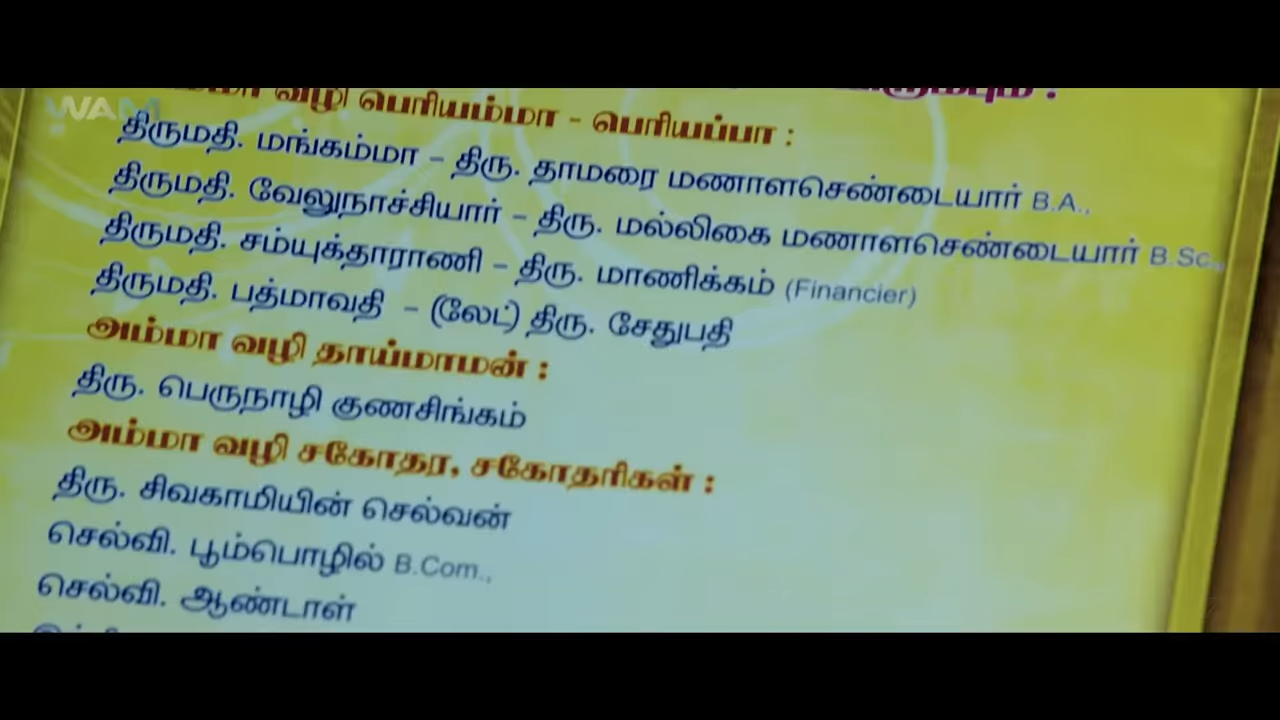 வழி பெரியம்மா - பெரியப்பா :
திருமதி. மங்கம்மா – திரு. தாமரை மணாளசெண்டையார் B.A.,
திருமதி. வேலுநாச்சியார் – திரு. மல்லிகை மணாளசெண்டையார் B.Sc.,
திருமதி. சம்யுக்தாராணி – திரு. மாணிக்கம் (Financier)
திருமதி. பத்மாவதி – (லேட்) திரு. சேதுபதி
அம்மா வழி தாய்மாமன் :
திரு. பெருநாழி குணசிங்கம்
அம்மா வழி சகோதர, சகோதரிகள் :
திரு. சிவகாமியின் செல்வன்
செல்வி. பூம்பொழில் B.Com.,
செல்வி. ஆண்டாள்